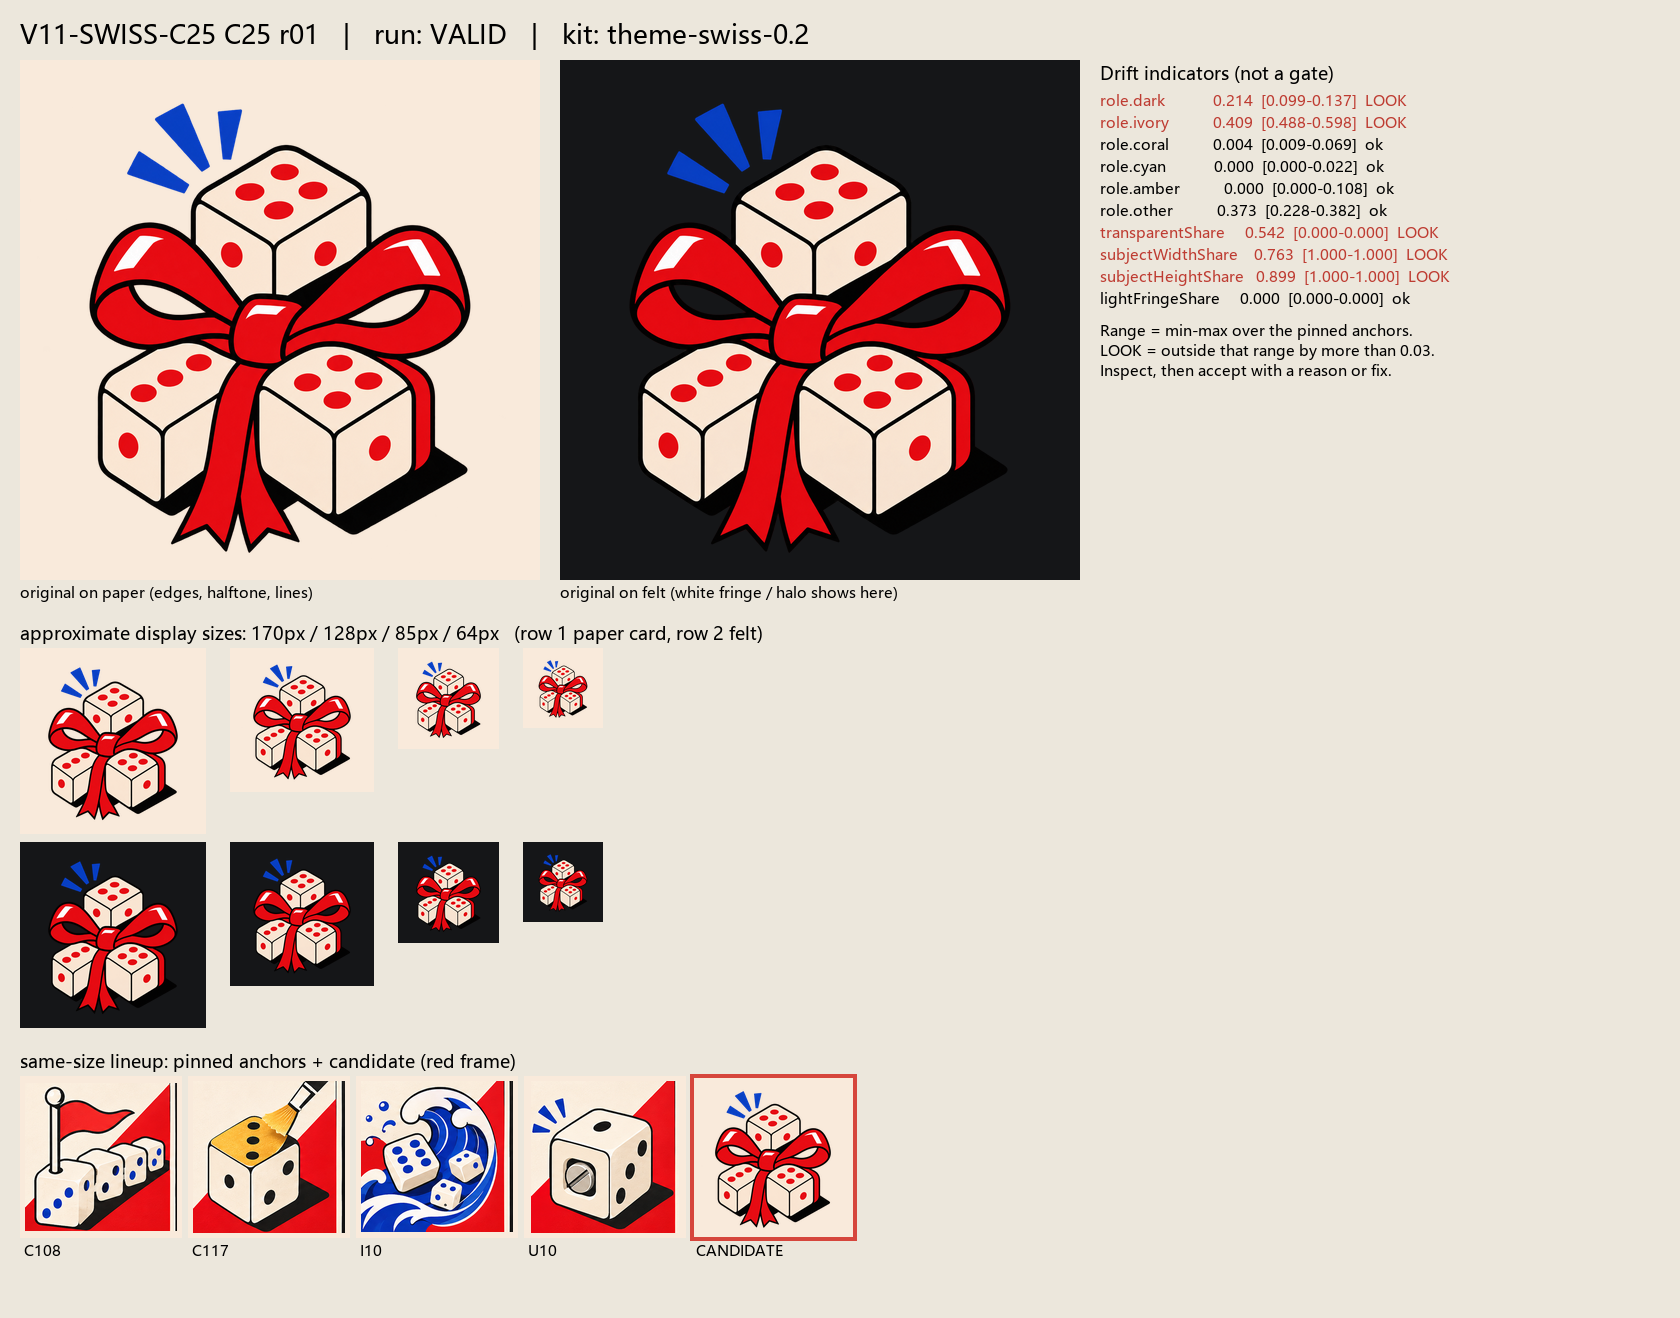 V11-SWISS-C25 C25 r01   |   run: VALID   |   kit: theme-swiss-0.2
Drift indicators (not a gate)
role.dark 0.214 [0.099-0.137] LOOK
role.ivory 0.409 [0.488-0.598] LOOK
role.coral 0.004 [0.009-0.069] ok
role.cyan 0.000 [0.000-0.022] ok
role.amber 0.000 [0.000-0.108] ok
role.other 0.373 [0.228-0.382] ok
transparentShare 0.542 [0.000-0.000] LOOK
subjectWidthShare 0.763 [1.000-1.000] LOOK
subjectHeightShare 0.899 [1.000-1.000] LOOK
lightFringeShare 0.000 [0.000-0.000] ok
Range = min-max over the pinned anchors.
LOOK = outside that range by more than 0.03.
Inspect, then accept with a reason or fix.
original on paper (edges, halftone, lines)
original on felt (white fringe / halo shows here)
approximate display sizes: 170px / 128px / 85px / 64px   (row 1 paper card, row 2 felt)
same-size lineup: pinned anchors + candidate (red frame)
C108
C117
I10
U10
CANDIDATE